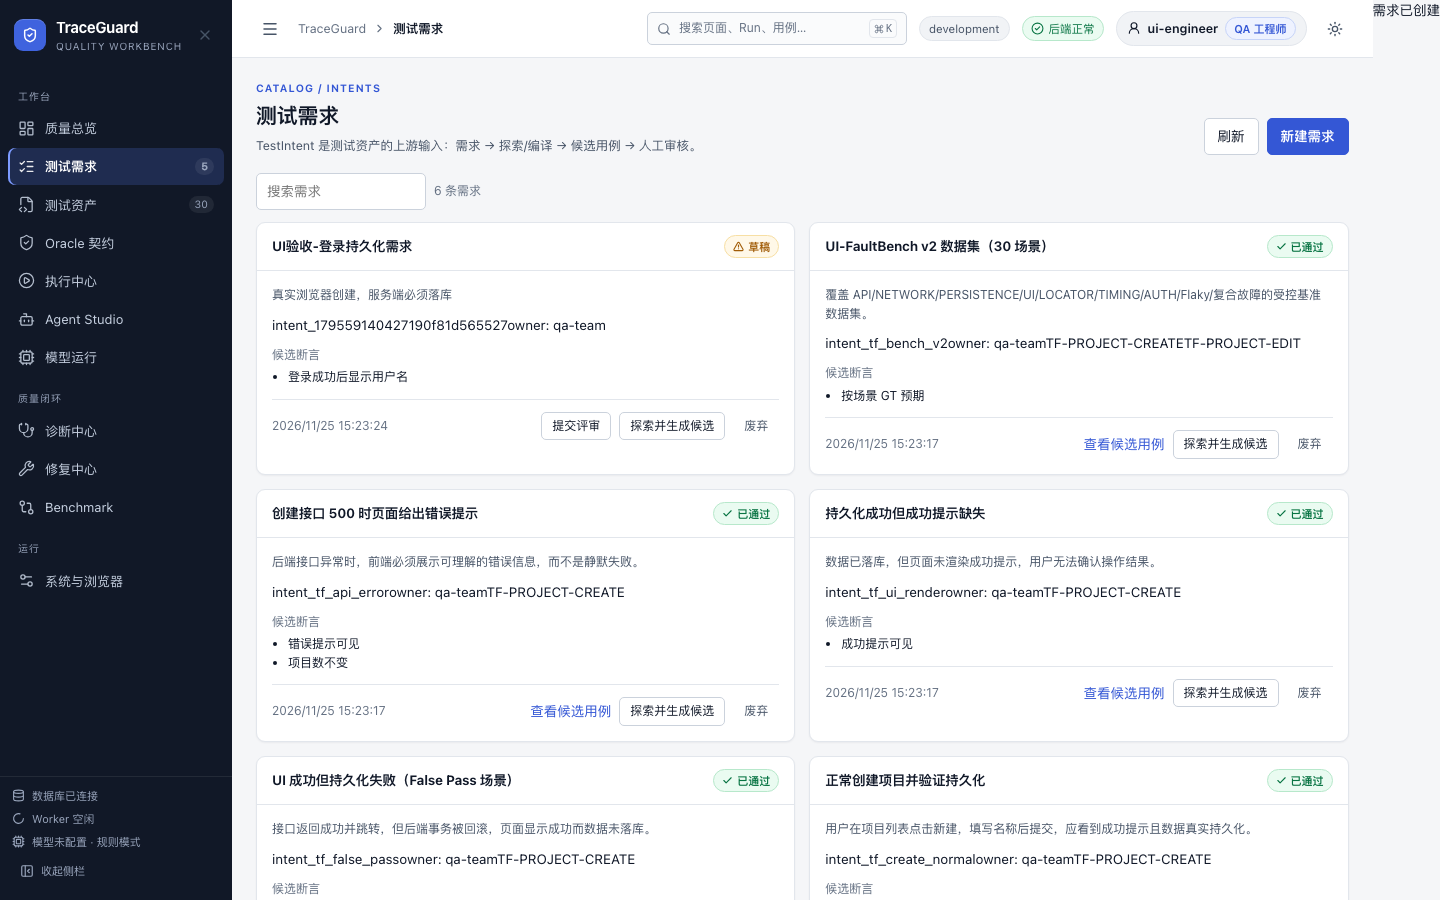 TraceGuard
QUALITY WORKBENCH
工作台
质量总览
测试需求 5
测试资产 30
Oracle 契约
执行中心
Agent Studio
模型运行
质量闭环
诊断中心
修复中心
Benchmark
运行
系统与浏览器
数据库已连接
Worker 空闲
模型未配置 · 规则模式
收起侧栏
TraceGuard > 测试需求
搜索页面、Run、用例... ⌘K
development
后端正常
ui-engineer QA 工程师
需求已创建
CATALOG / INTENTS
测试需求
TestIntent 是测试资产的上游输入：需求 → 探索/编译 → 候选用例 → 人工审核。
刷新
新建需求
搜索需求
6 条需求
UI验收-登录持久化需求
草稿
真实浏览器创建，服务端必须落库
intent_179559140427190f81d565527owner: qa-team
候选断言
• 登录成功后显示用户名
2026/11/25 15:23:24
提交评审
探索并生成候选
废弃
UI-FaultBench v2 数据集（30 场景）
已通过
覆盖 API/NETWORK/PERSISTENCE/UI/LOCATOR/TIMING/AUTH/Flaky/复合故障的受控基准
数据集。
intent_tf_bench_v2owner: qa-teamTF-PROJECT-CREATETF-PROJECT-EDIT
候选断言
• 按场景 GT 预期
2026/11/25 15:23:17
查看候选用例
探索并生成候选
废弃
创建接口 500 时页面给出错误提示
已通过
后端接口异常时，前端必须展示可理解的错误信息，而不是静默失败。
intent_tf_api_errorowner: qa-teamTF-PROJECT-CREATE
候选断言
• 错误提示可见
• 项目数不变
2026/11/25 15:23:17
查看候选用例
探索并生成候选
废弃
持久化成功但成功提示缺失
已通过
数据已落库，但页面未渲染成功提示，用户无法确认操作结果。
intent_tf_ui_renderowner: qa-teamTF-PROJECT-CREATE
候选断言
• 成功提示可见
2026/11/25 15:23:17
查看候选用例
探索并生成候选
废弃
UI 成功但持久化失败（False Pass 场景）
已通过
接口返回成功并跳转，但后端事务被回滚，页面显示成功而数据未落库。
intent_tf_false_passowner: qa-teamTF-PROJECT-CREATE
候选断言
正常创建项目并验证持久化
已通过
用户在项目列表点击新建，填写名称后提交，应看到成功提示且数据真实持久化。
intent_tf_create_normalowner: qa-teamTF-PROJECT-CREATE
候选断言